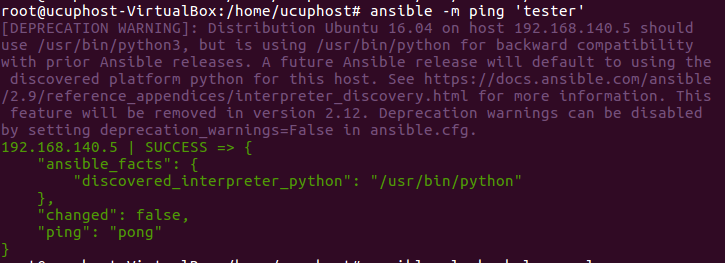 root@ucuphost-VirtualBox:/home/ucuphost# ansible -m ping 'tester'
[DEPRECATION WARNING]: Distribution Ubuntu 16.04 on host 192.168.140.5 should
use /usr/bin/python3, but is using /usr/bin/python for backward compatibility
with prior Ansible releases. A future Ansible release will default to using the
discovered platform python for this host. See https://docs.ansible.com/ansible
/2.9/reference_appendices/interpreter_discovery.html for more information. This
feature will be removed in version 2.12. Deprecation warnings can be disabled
by setting deprecation_warnings=False in ansible.cfg.
192.168.140.5 | SUCCESS => {
    "ansible_facts": {
        "discovered_interpreter_python": "/usr/bin/python"
    },
    "changed": false,
    "ping": "pong"
}